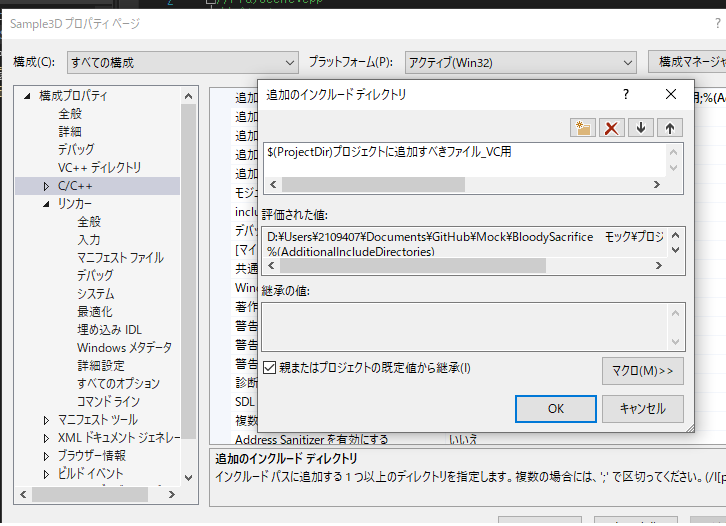 Sample3D プロパティ ページ
?
構成(C):
すべての構成
プラットフォーム(P):
アクティブ(Win32)
構成マネージャ
構成プロパティ
全般
詳細
デバッグ
VC++ ディレクトリ
C/C++
リンカー
全般
入力
マニフェスト ファイル
デバッグ
システム
最適化
埋め込み IDL
Windows メタデータ
詳細設定
すべてのオプション
コマンド ライン
マニフェスト ツール
XML ドキュメント ジェネレー
ブラウザー情報
ビルド イベント
追加
追加
追加
追加
追加
モジュ
inclu
デバッ
[マイ
共通
Wind
著作
警告
警告
警告
診断
SDL
複数
Address Sanitizer を有効にする
いいえ
用;%(Ad
追加のインクルード ディレクトリ
?
$(ProjectDir)プロジェクトに追加すべきファイル_VC用
評価された値:
D:¥Users¥2109407¥Documents¥GitHub¥Mock¥BloodySacrifice　モック¥プロジ
%(AdditionalIncludeDirectories)
継承の値:
親またはプロジェクトの既定値から継承(I)
マクロ(M)>>
OK
キャンセル
追加のインクルード ディレクトリ
インクルード パスに追加する 1 つ以上のディレクトリを指定します。複数の場合には、';' で区切ってください。(/I[p